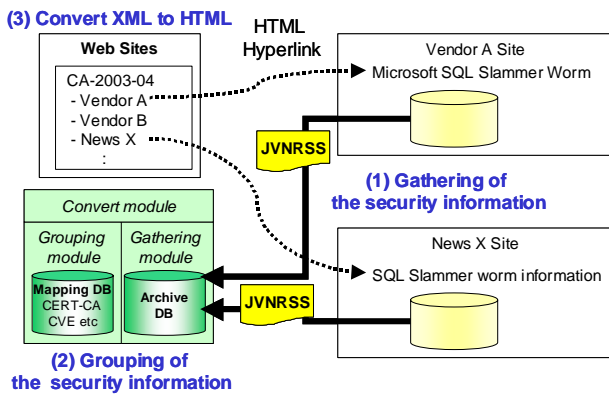 (3) Convert XML to HTML
Web Sites
CA-2003-04
- Vendor A
- Vendor B
- News X
:
HTML
Hyperlink
Vendor A Site
Microsoft SQL Slammer Worm
JVNRSS
(1) Gathering of
the security information
Convert module
Grouping
module
Gathering
module
Mapping DB
CERT-CA
CVE etc
Archive
DB
JVNRSS
News X Site
SQL Slammer worm information
(2) Grouping of
the security information